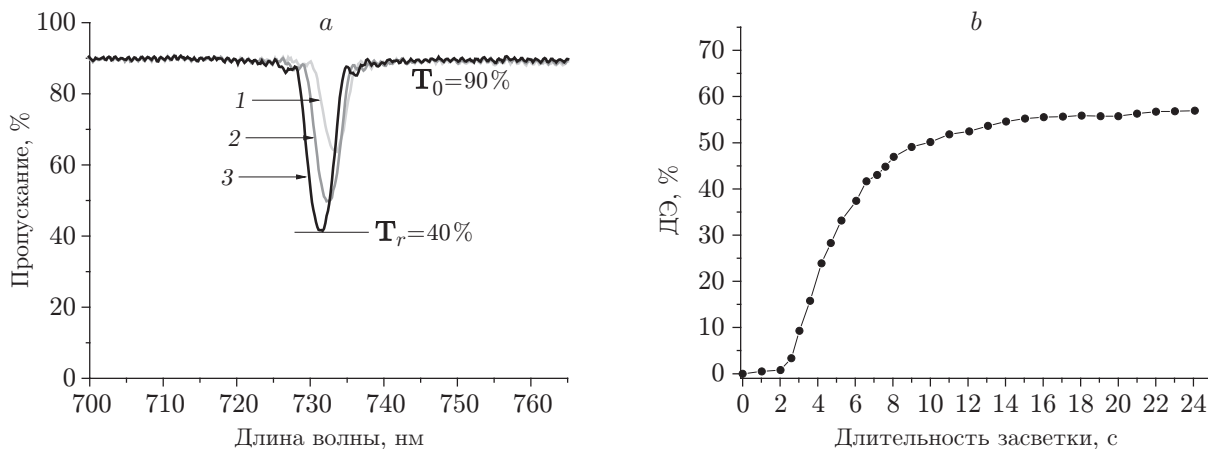 a
Пропускание, %
100
80
60
40
20
0
1
2
3
T₀=90%
Tᵣ=40%
700 710 720 730 740 750 760
Длина волны, нм
b
ДЭ, %
70
60
50
40
30
20
10
0
0 2 4 6 8 10 12 14 16 18 20 22 24
Длительность засветки, с